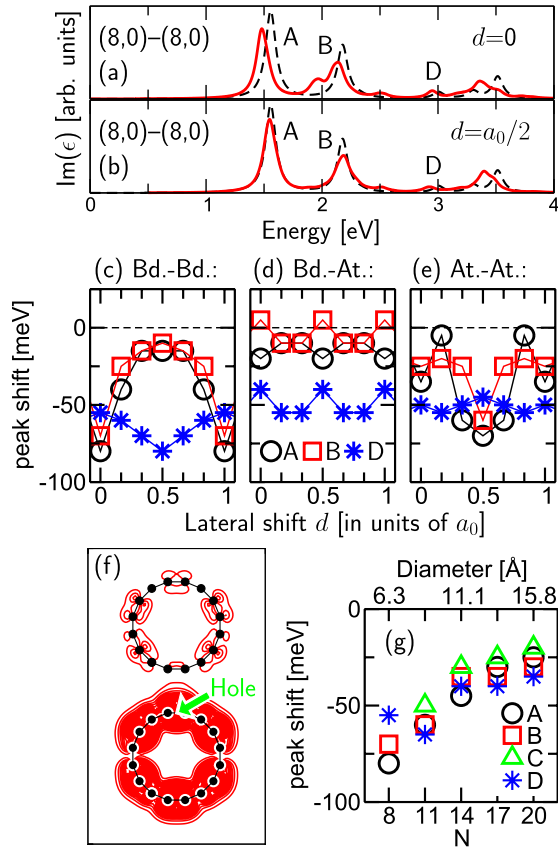 (8,0)–(8,0) A B d=0
(a) D
(8,0)–(8,0) A B d=a₀/2
(b) D
Im(ϵ) [arb. units]
0 1 2 3 4
Energy [eV]
(c) Bd.-Bd.: (d) Bd.-At.: (e) At.-At.:
peak shift [meV]
0
-50
-100
A B D
0 0.5 1 0 0.5 1 0 0.5 1
Lateral shift d [in units of a₀]
(f)
Hole
Diameter [Å]
6.3 11.1 15.8
0
(g)
peak shift [meV]
-50
A
B
C
D
-100
8 11 14 17 20
N